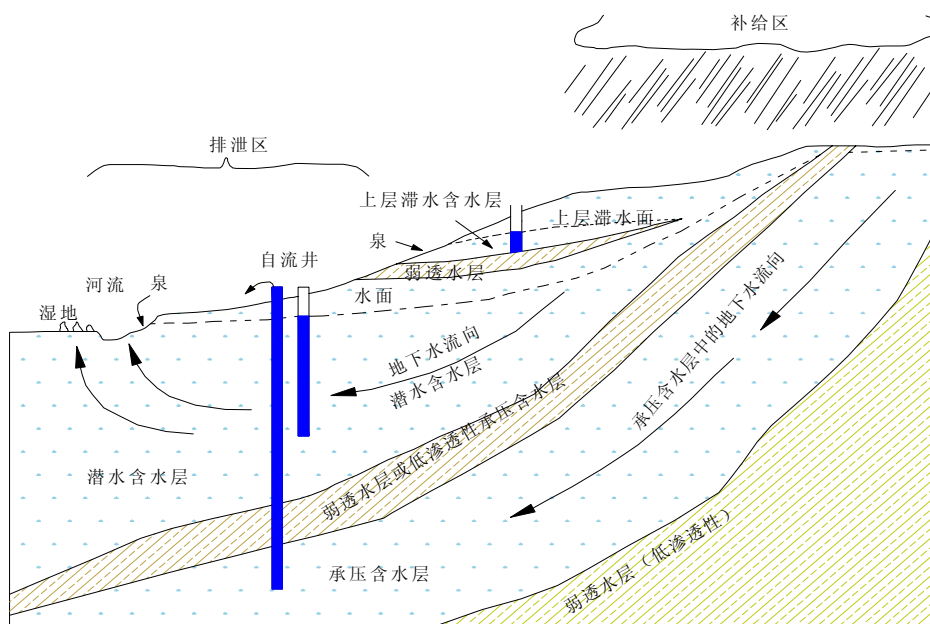 补给区
排泄区
上层滞水含水层
上层滞水面
泉
弱透水层
自流井
水面
河流
泉
湿地
地下水流向
潜水含水层
承压含水层中的地下水流向
弱透水层或低渗透性承压含水层
潜水含水层
承压含水层
弱透水层（低渗透性）